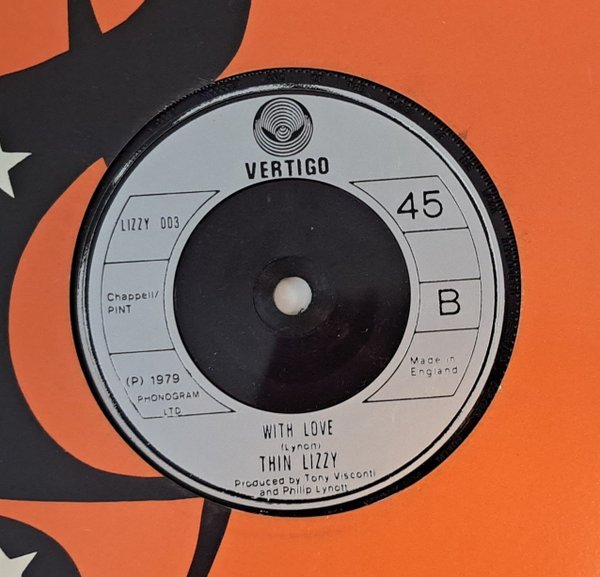 VERTIGO
LIZZY 003
45
Chappell/
PINT
B
(P) 1979
PHONOGRAM
LTD
Made in
England
WITH LOVE
(Lynott)
THIN LIZZY
Produced by Tony Visconti
and Philip Lynott